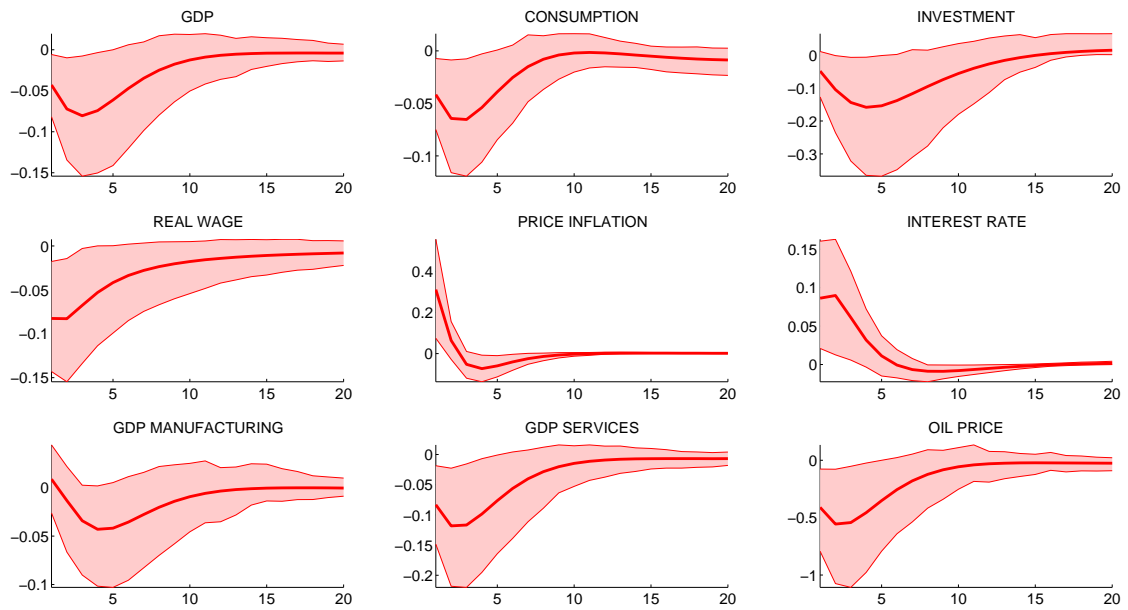 GDP
CONSUMPTION
INVESTMENT
0
−0.05
−0.1
−0.15
5 10 15 20
0
−0.05
−0.1
5 10 15 20
0.1
0
−0.1
−0.2
−0.3
5 10 15 20
REAL WAGE
PRICE INFLATION
INTEREST RATE
0
−0.05
−0.1
−0.15
5 10 15 20
0.4
0.2
0
5 10 15 20
0.15
0.1
0.05
0
5 10 15 20
GDP MANUFACTURING
GDP SERVICES
OIL PRICE
0
−0.05
−0.1
5 10 15 20
0
−0.05
−0.1
−0.15
−0.2
5 10 15 20
0
−0.5
−1
5 10 15 20